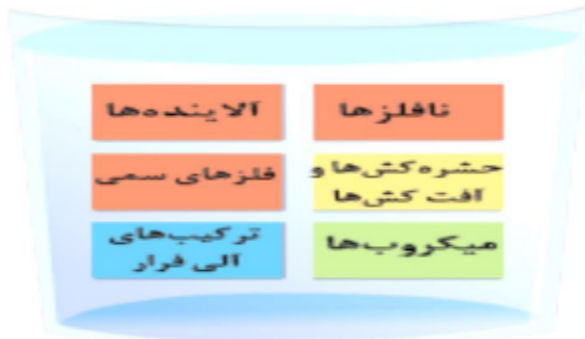 نافلزها
آلاینده‌ها
حشره‌کش‌ها و
آفت کش‌ها
فلزهای سمی
میکروب‌ها
ترکیب‌های
آلی فرار